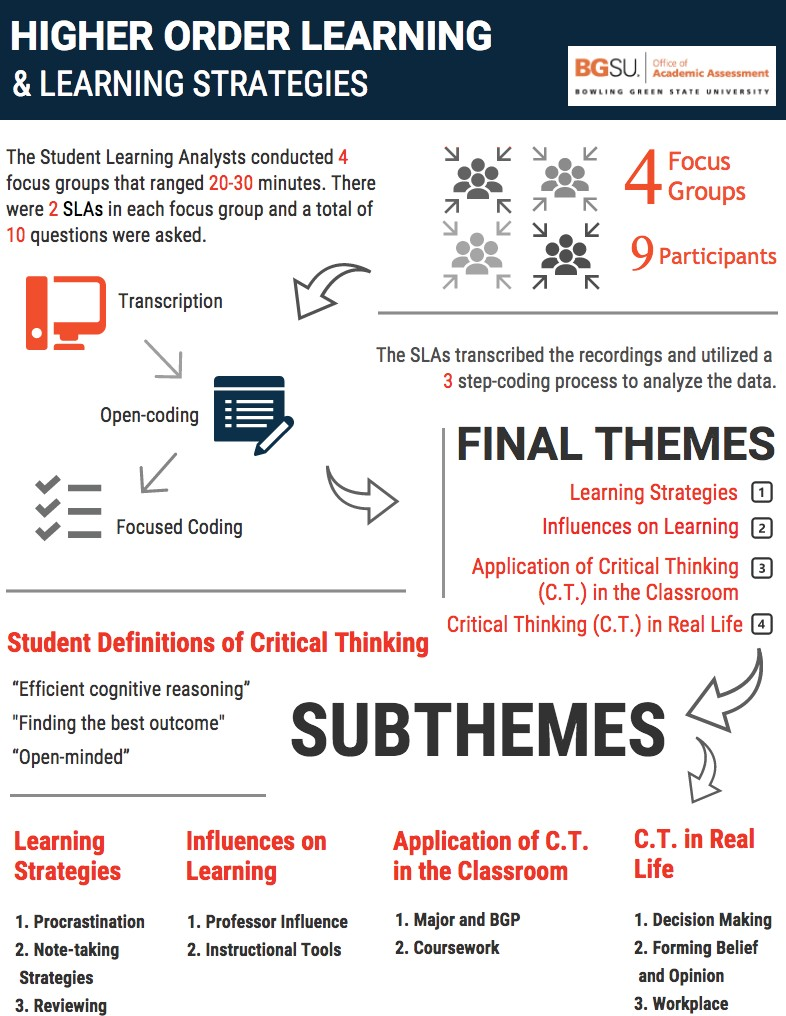 HIGHER ORDER LEARNING
& LEARNING STRATEGIES
BGSU.
Office of
Academic Assessment
BOWLING GREEN STATE UNIVERSITY
The Student Learning Analysts conducted 4
focus groups that ranged 20-30 minutes. There
were 2 SLAs in each focus group and a total of
10 questions were asked.
4 Focus
Groups
9 Participants
Transcription
Open-coding
Focused Coding
The SLAs transcribed the recordings and utilized a
3 step-coding process to analyze the data.
FINAL THEMES
Learning Strategies 1
Influences on Learning 2
Application of Critical Thinking 3
(C.T.) in the Classroom
Critical Thinking (C.T.) in Real Life 4
Student Definitions of Critical Thinking
“Efficient cognitive reasoning”
"Finding the best outcome"
“Open-minded”
SUBTHEMES
Learning
Strategies
1. Procrastination
2. Note-taking
Strategies
3. Reviewing
Influences on
Learning
1. Professor Influence
2. Instructional Tools
Application of C.T.
in the Classroom
1. Major and BGP
2. Coursework
C.T. in Real
Life
1. Decision Making
2. Forming Belief
and Opinion
3. Workplace